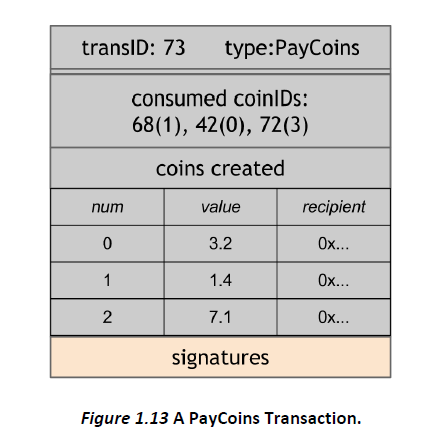 transID: 73 type:PayCoins
consumed coinIDs:
68(1), 42(0), 72(3)
coins created
num value recipient
0 3.2 0x...
1 1.4 0x...
2 7.1 0x...
signatures
Figure 1.13 A PayCoins Transaction.